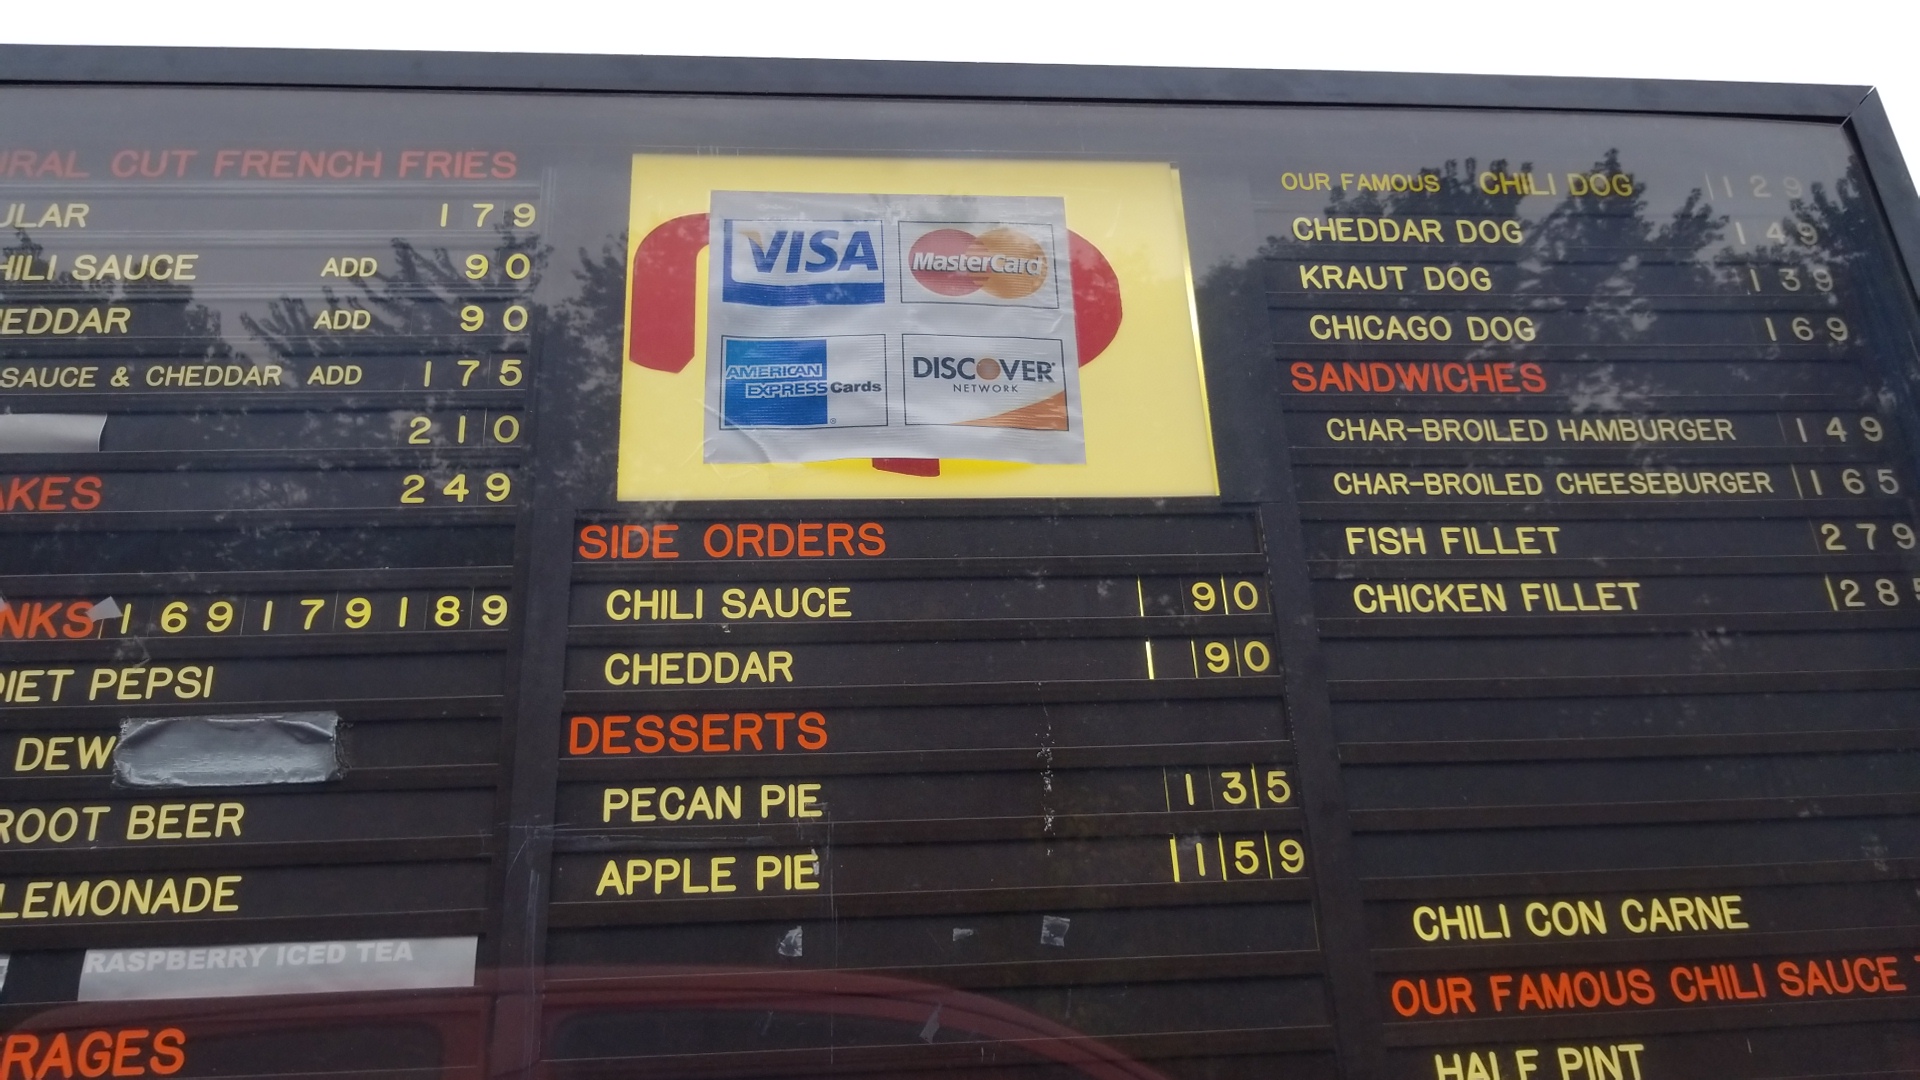 URAL CUT FRENCH FRIES
ULAR 179
HILI SAUCE ADD 90
EDDAR ADD 90
SAUCE & CHEDDAR ADD 175
210
AKES 249
NKS 169 179 189
DIET PEPSI
DEW
ROOT BEER
LEMONADE
RASPBERRY ICED TEA
RAGES
VISA MasterCard
AMERICAN EXPRESS Cards
DISCOVER NETWORK
SIDE ORDERS
CHILI SAUCE 90
CHEDDAR 90
DESSERTS
PECAN PIE 135
APPLE PIE 159
OUR FAMOUS CHILI DOG 129
CHEDDAR DOG 149
KRAUT DOG 139
CHICAGO DOG 169
SANDWICHES
CHAR-BROILED HAMBURGER 149
CHAR-BROILED CHEESEBURGER 165
FISH FILLET 279
CHICKEN FILLET 285
CHILI CON CARNE
OUR FAMOUS CHILI SAUCE
HALF PINT